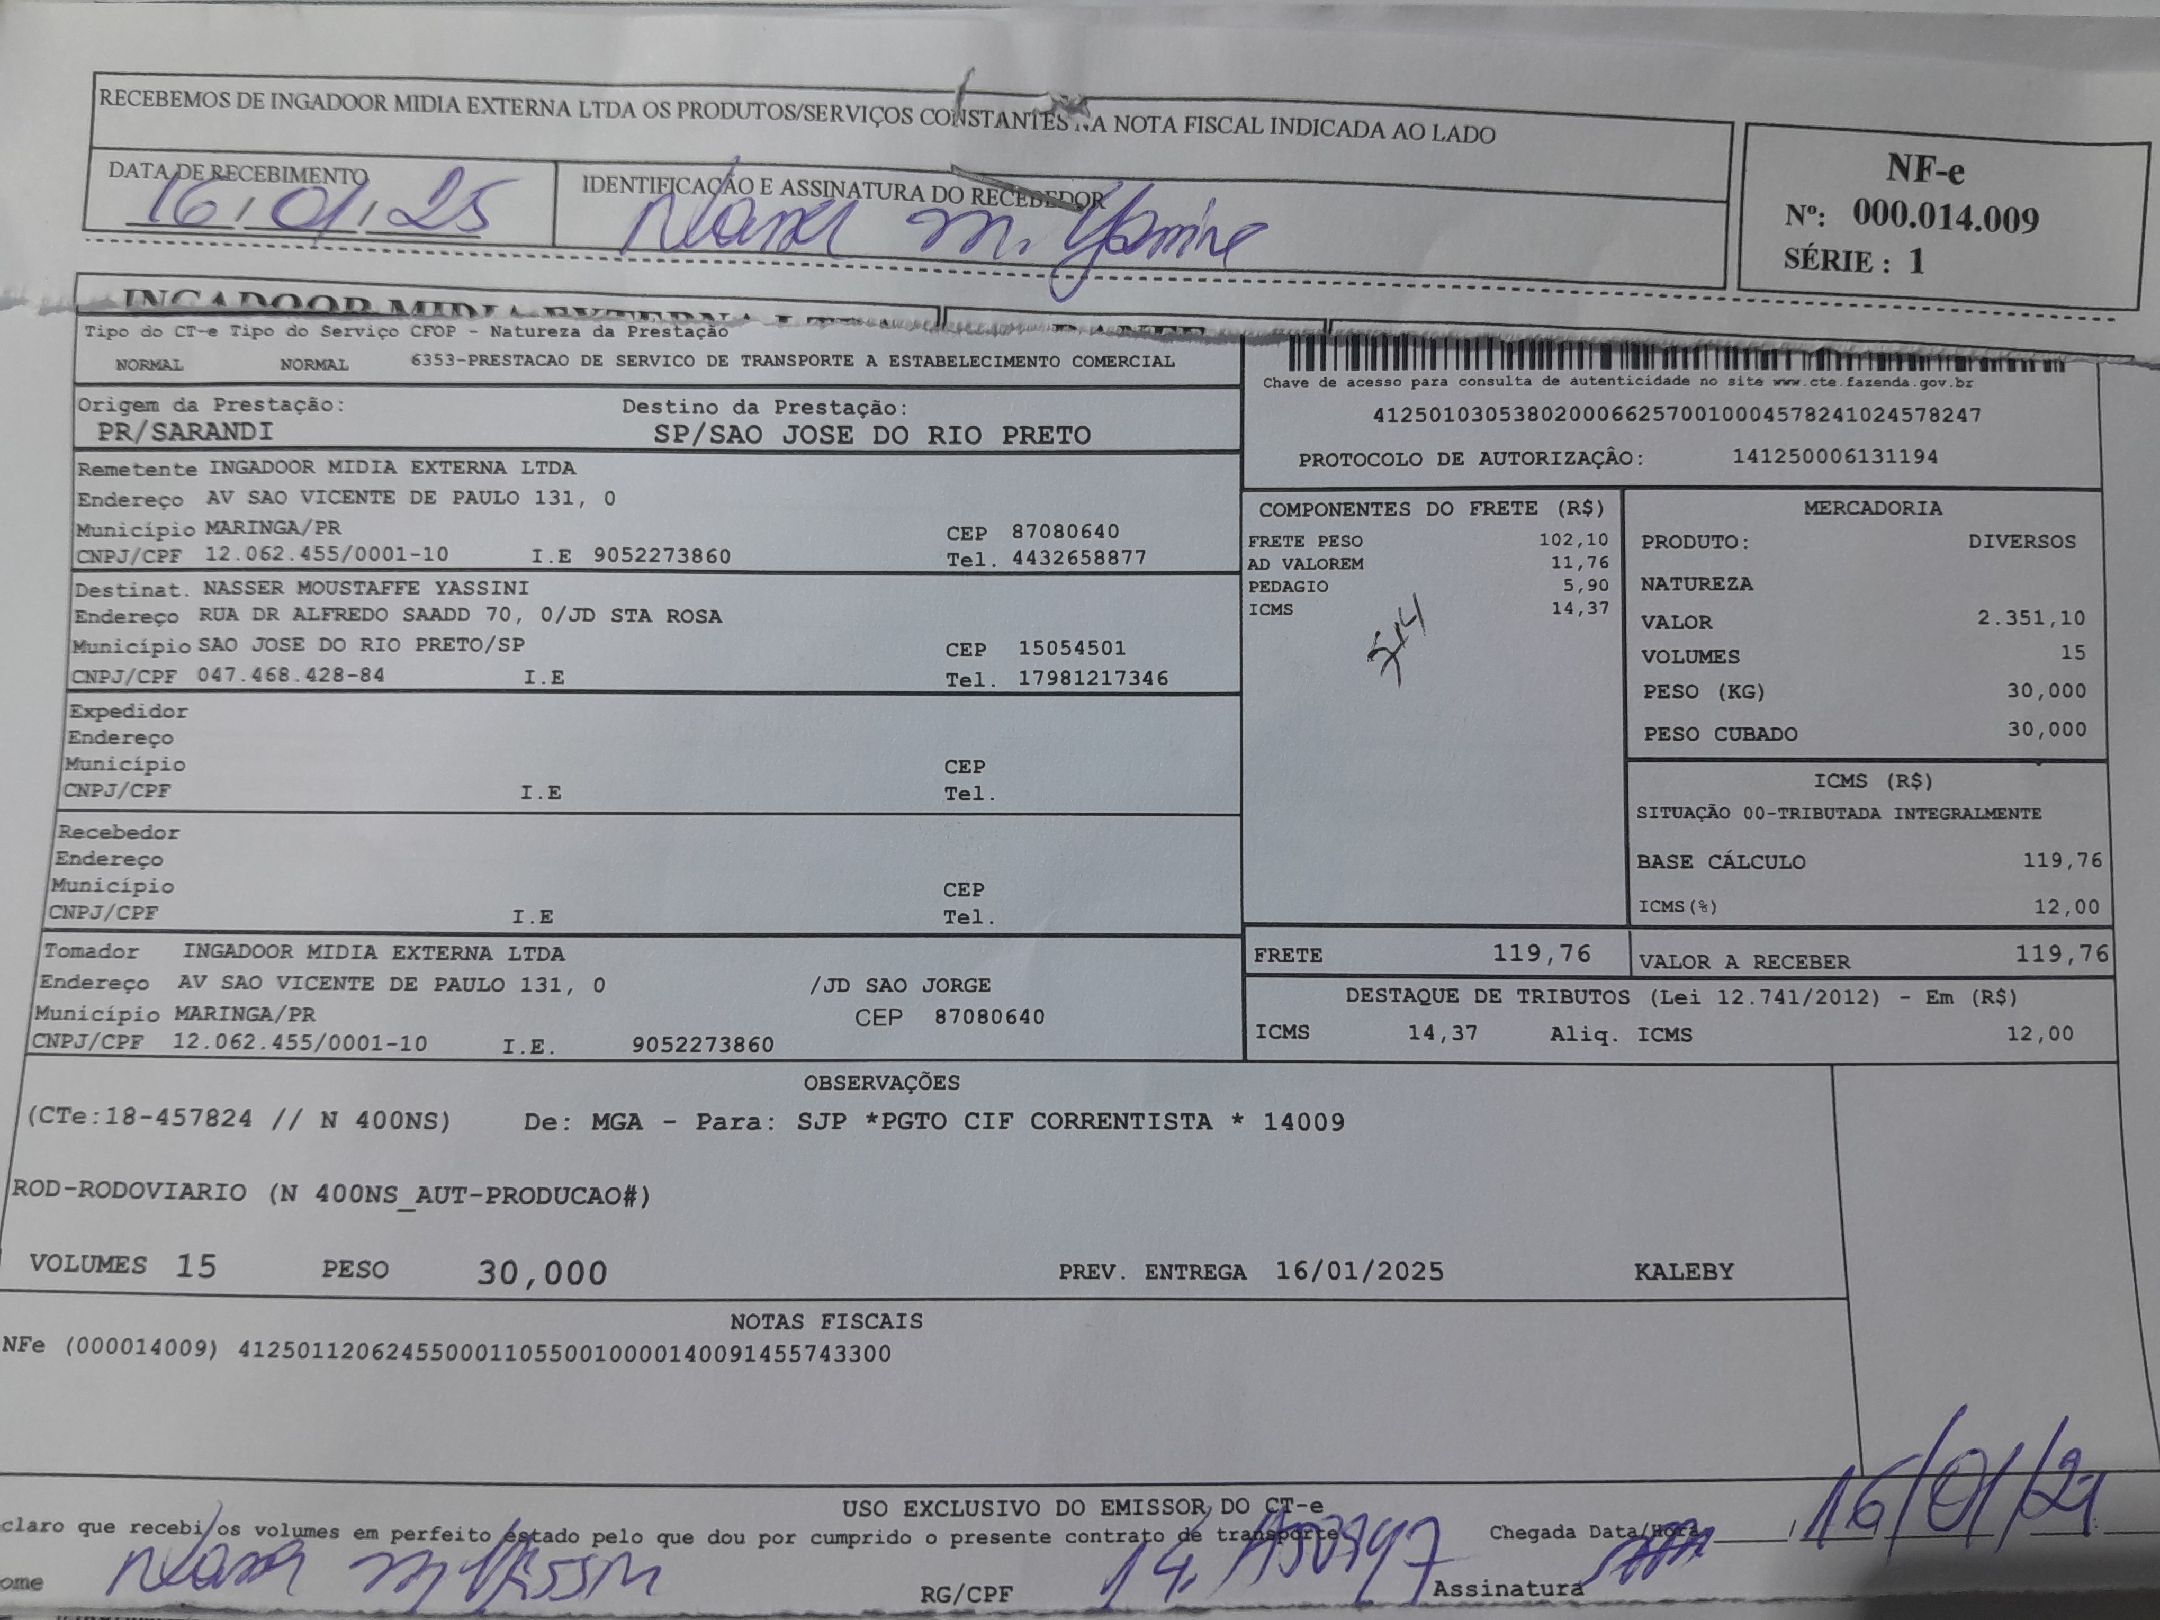 RECEBEMOS DE INGADOOR MIDIA EXTERNA LTDA OS PRODUTOS/SERVIÇOS CONSTANTES NA NOTA FISCAL INDICADA AO LADO
DATA DE RECEBIMENTO
16/01/25
IDENTIFICAÇÃO E ASSINATURA DO RECEBEDOR
NF-e
Nº: 000.014.009
SÉRIE : 1
INGADOOR MIDIA EXTERNA LTDA
Tipo do CT-e Tipo do Serviço CFOP - Natureza da Prestação
NORMAL NORMAL 6353-PRESTACAO DE SERVICO DE TRANSPORTE A ESTABELECIMENTO COMERCIAL
Chave de acesso para consulta de autenticidade no site www.cte.fazenda.gov.br
41250103053802000662570010004578241024578247
PROTOCOLO DE AUTORIZAÇÂO: 141250006131194
Origem da Prestação: Destino da Prestação:
PR/SARANDI SP/SAO JOSE DO RIO PRETO
Remetente INGADOOR MIDIA EXTERNA LTDA
Endereço AV SAO VICENTE DE PAULO 131, 0
Município MARINGA/PR CEP 87080640
CNPJ/CPF 12.062.455/0001-10 I.E 9052273860 Tel. 4432658877
Destinat. NASSER MOUSTAFFE YASSINI
Endereço RUA DR ALFREDO SAADD 70, 0/JD STA ROSA
Município SAO JOSE DO RIO PRETO/SP CEP 15054501
CNPJ/CPF 047.468.428-84 I.E Tel. 17981217346
Expedidor
Endereço
Município CEP
CNPJ/CPF I.E Tel.
Recebedor
Endereço
Município CEP
CNPJ/CPF I.E Tel.
Tomador INGADOOR MIDIA EXTERNA LTDA
Endereço AV SAO VICENTE DE PAULO 131, 0 /JD SAO JORGE
Município MARINGA/PR CEP 87080640
CNPJ/CPF 12.062.455/0001-10 I.E. 9052273860
COMPONENTES DO FRETE (R$)
FRETE PESO 102,10
AD VALOREM 11,76
PEDAGIO 5,90
ICMS 14,37
MERCADORIA
PRODUTO: DIVERSOS
NATUREZA
VALOR 2.351,10
VOLUMES 15
PESO (KG) 30,000
PESO CUBADO 30,000
ICMS (R$)
SITUAÇÃO 00-TRIBUTADA INTEGRALMENTE
BASE CÁLCULO 119,76
ICMS(%) 12,00
FRETE 119,76 VALOR A RECEBER 119,76
DESTAQUE DE TRIBUTOS (Lei 12.741/2012) - Em (R$)
ICMS 14,37 Aliq. ICMS 12,00
OBSERVAÇÕES
(CTe:18-457824 // N 400NS) De: MGA - Para: SJP *PGTO CIF CORRENTISTA * 14009
ROD-RODOVIARIO (N 400NS_AUT-PRODUCAO#)
VOLUMES 15 PESO 30,000 PREV. ENTREGA 16/01/2025 KALEBY
NOTAS FISCAIS
NFe (000014009) 41250112062455000110550010000140091455743300
USO EXCLUSIVO DO EMISSOR DO CT-e
claro que recebi os volumes em perfeito estado pelo que dou por cumprido o presente contrato de transporte
Chegada Data/Hora 16/01/
ome RG/CPF Assinatura